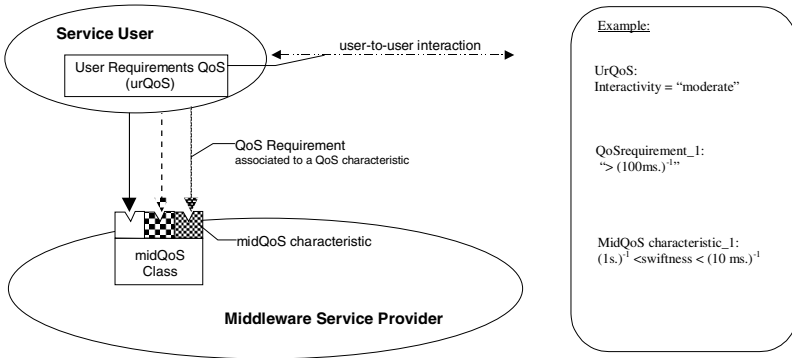 Service User
User Requirements QoS
(urQoS)
user-to-user interaction
QoS Requirement
associated to a QoS characteristic
midQoS characteristic
midQoS
Class
Middleware Service Provider
Example:
UrQoS:
Interactivity = “moderate”
QoSrequirement_1:
“> (100ms.)⁻¹”
MidQoS characteristic_1:
(1s.)⁻¹ <swiftness < (10 ms.)⁻¹